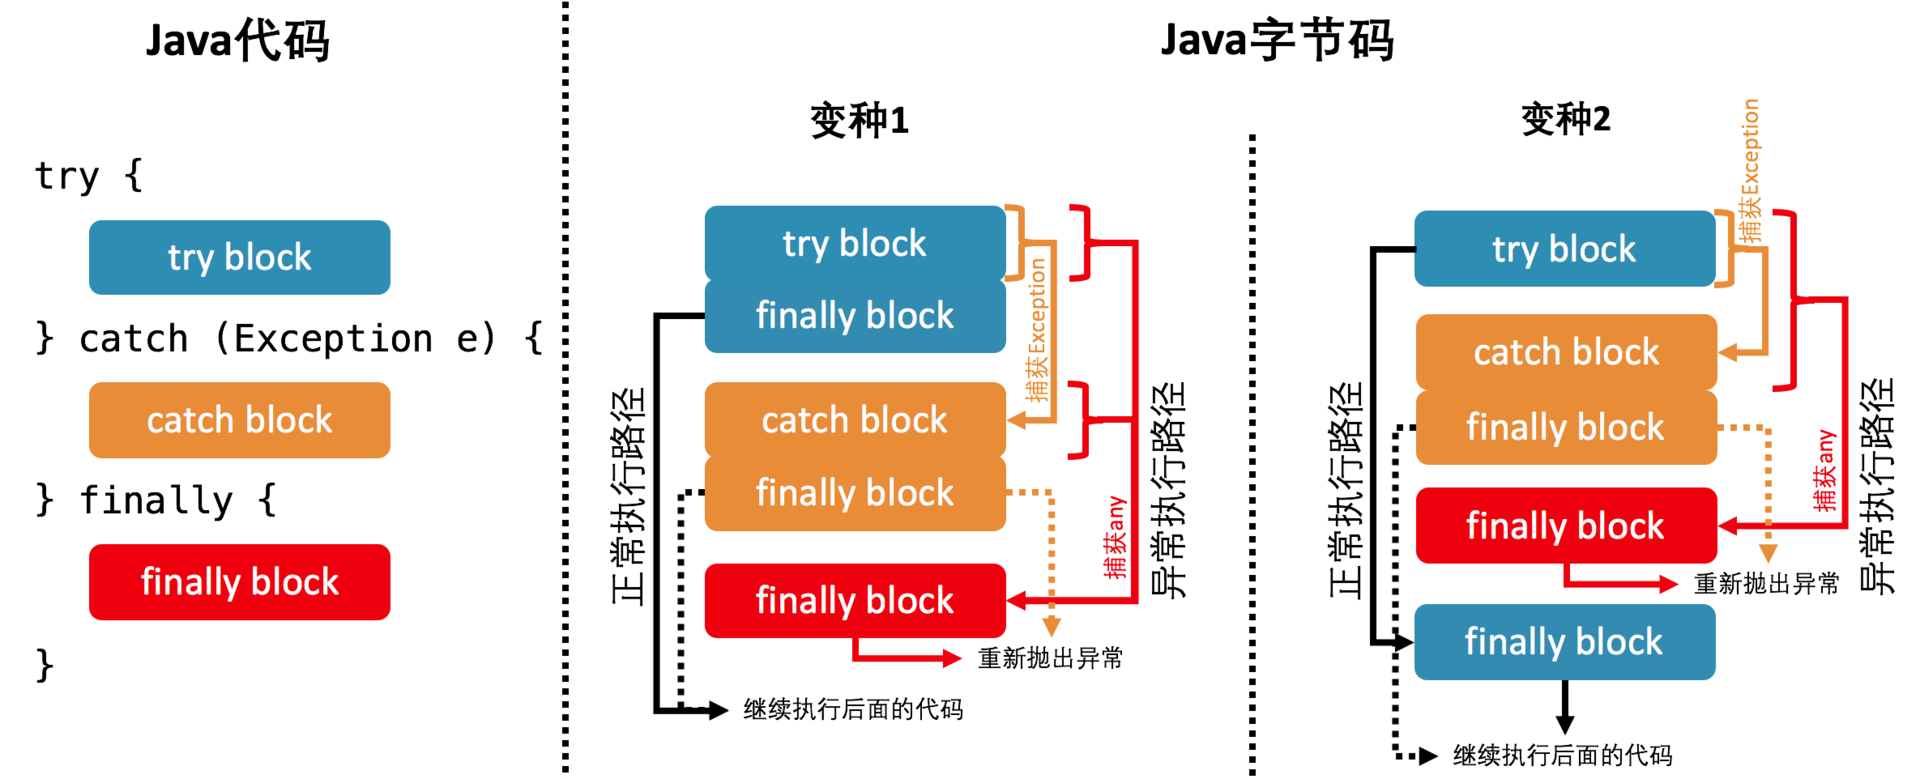 Java代码
try {
try block
} catch (Exception e) {
catch block
} finally {
finally block
}
Java字节码
变种1
try block
finally block
catch block
finally block
finally block
捕获Exception
捕获any
正常执行路径
异常执行路径
重新抛出异常
继续执行后面的代码
变种2
捕获Exception
try block
catch block
finally block
finally block
finally block
捕获any
正常执行路径
异常执行路径
重新抛出异常
继续执行后面的代码